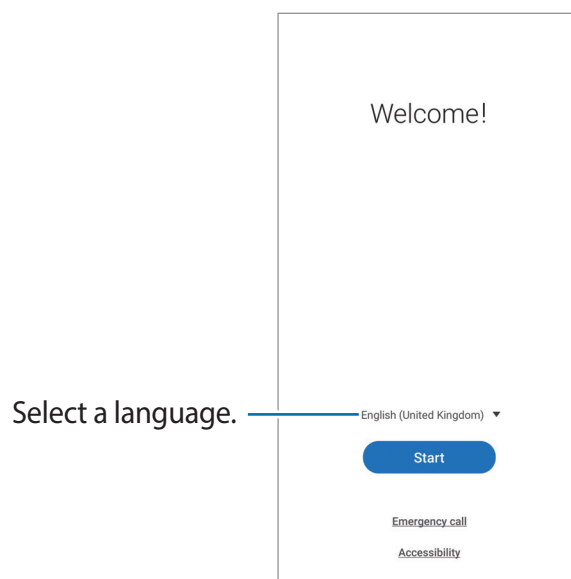 Welcome!
Select a language.
English (United Kingdom)
Start
Emergency call
Accessibility